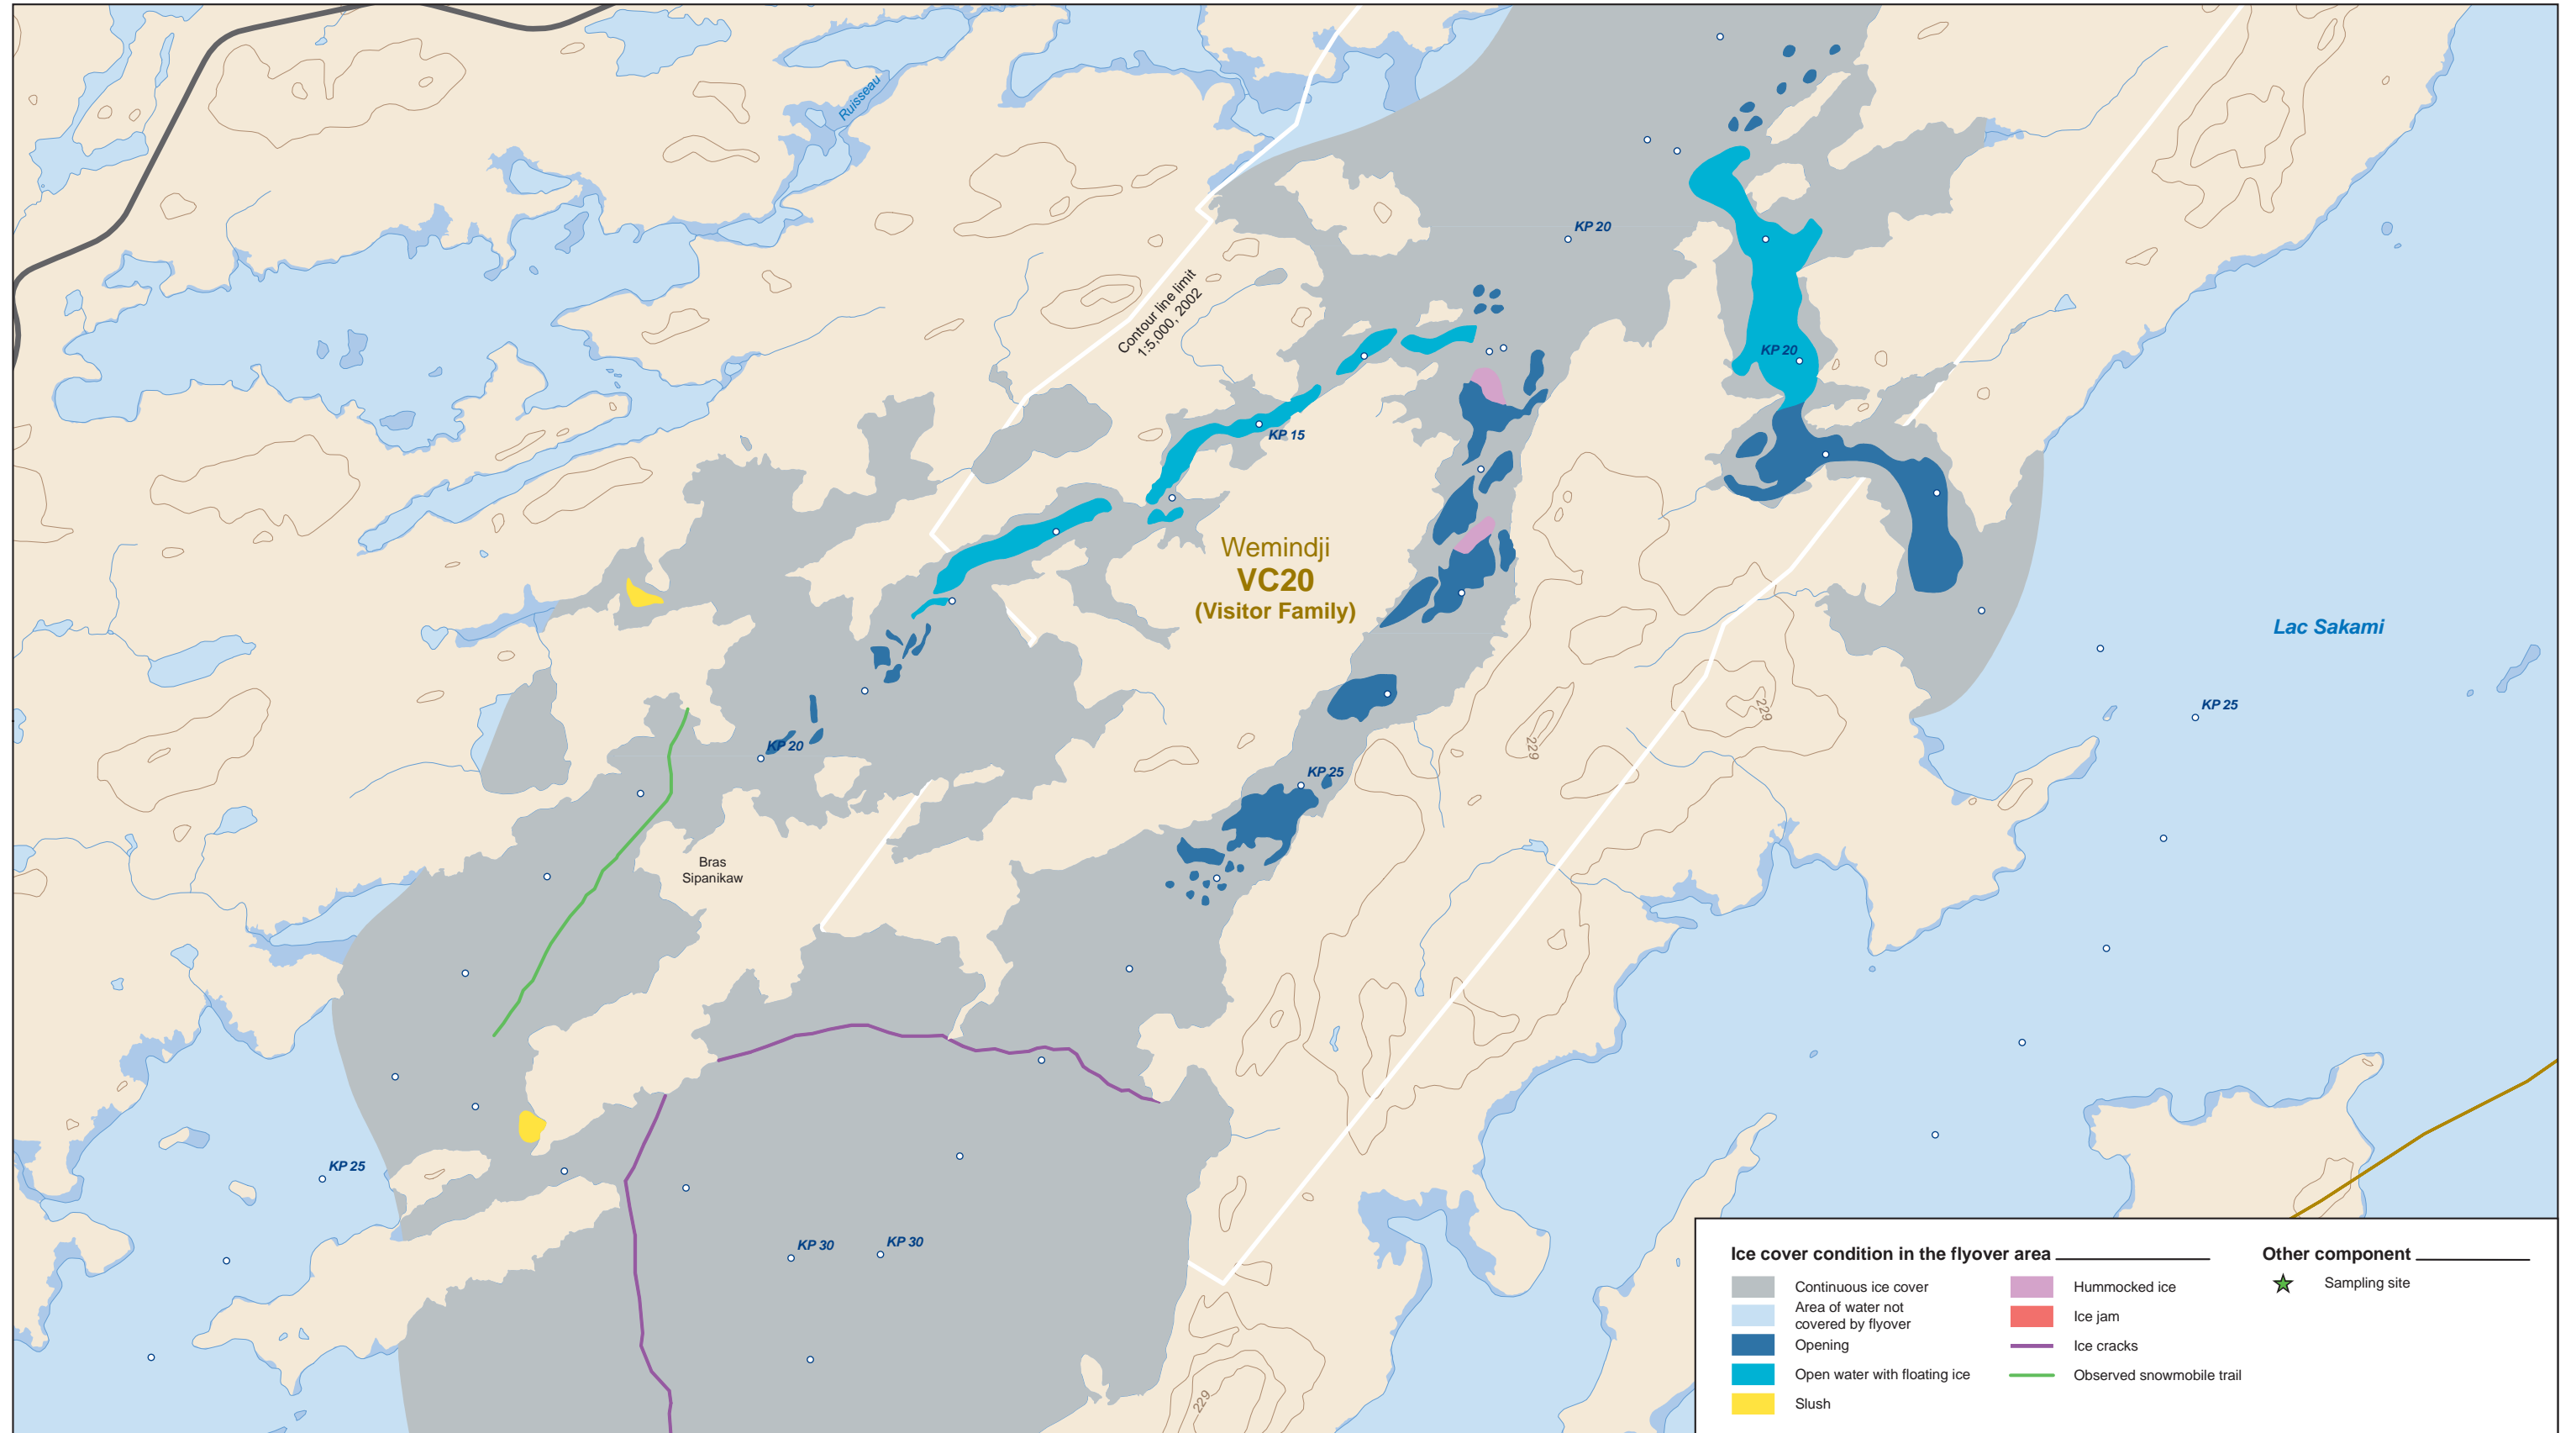 Ruisseau
KP 20
Contour line limit
1:5,000, 2002
KP 20
KP 15
Wemindji
VC20
(Visitor Family)
Lac Sakami
KP 25
229
229
KP 20
KP 25
Bras
Sipanikaw
KP 25
KP 30
KP 30
229
Ice cover condition in the flyover area
Continuous ice cover
Area of water not
covered by flyover
Opening
Open water with floating ice
Slush
Hummocked ice
Ice jam
Ice cracks
Observed snowmobile trail
Other component
Sampling site